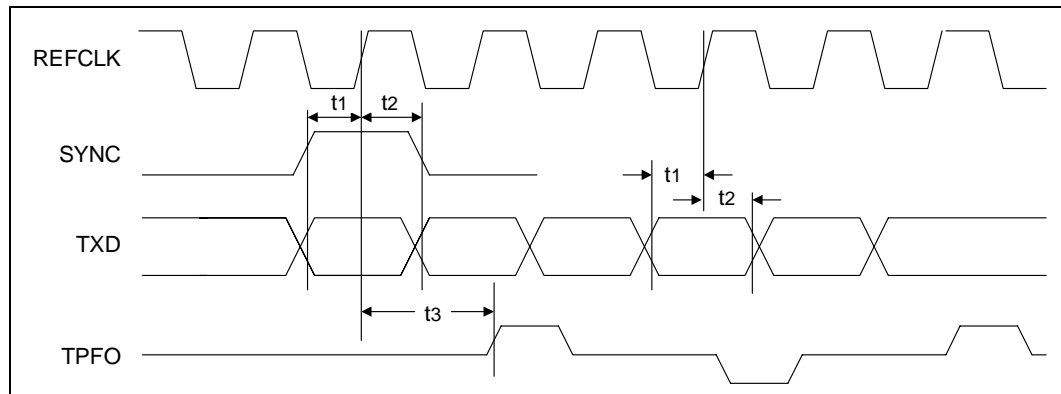 REFCLK
t1 t2
SYNC
t1
t2
TXD
t3
TPFO